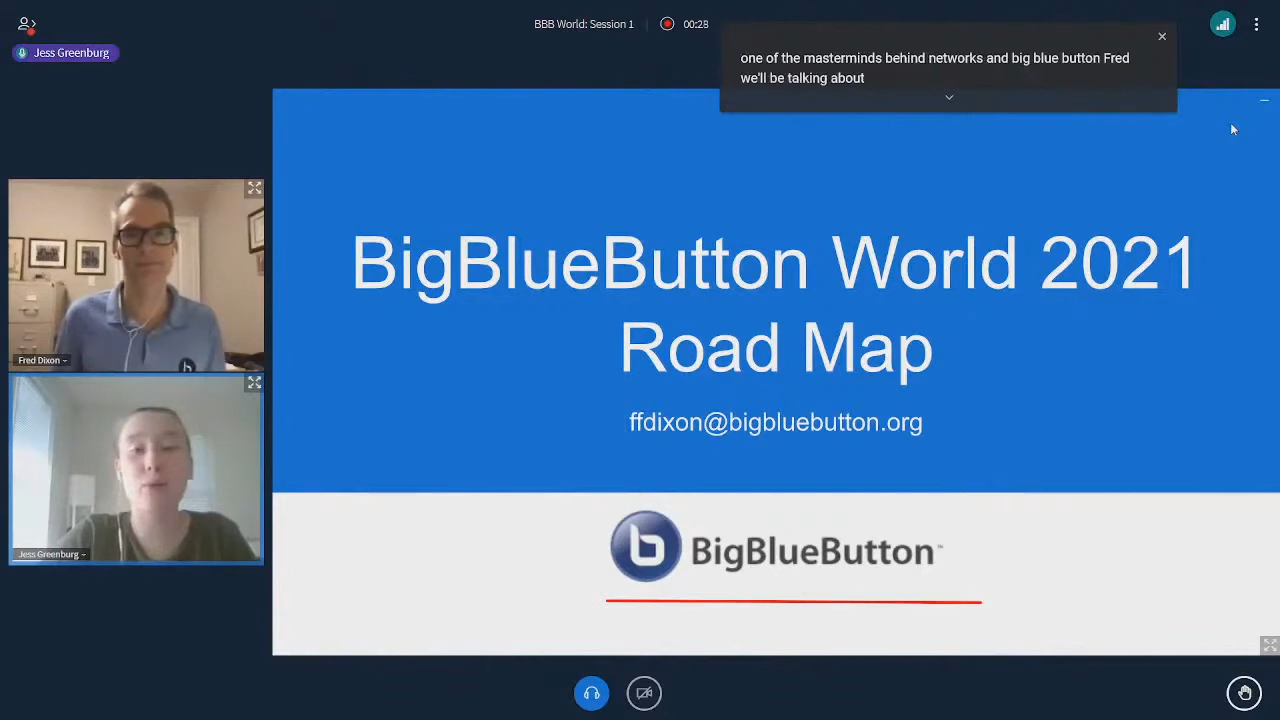 BBB World: Session 1
00:28
Jess Greenburg
one of the masterminds behind networks and big blue button Fred
we'll be talking about
BigBlueButton World 2021
Road Map
ffdixon@bigbluebutton.org
b BigBlueButton™
Fred Dixon
Jess Greenburg